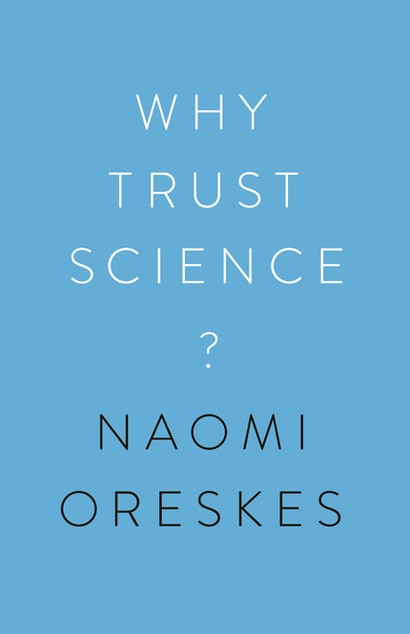 WHY
TRUST
SCIENCE
?
NAOMI
ORESKES